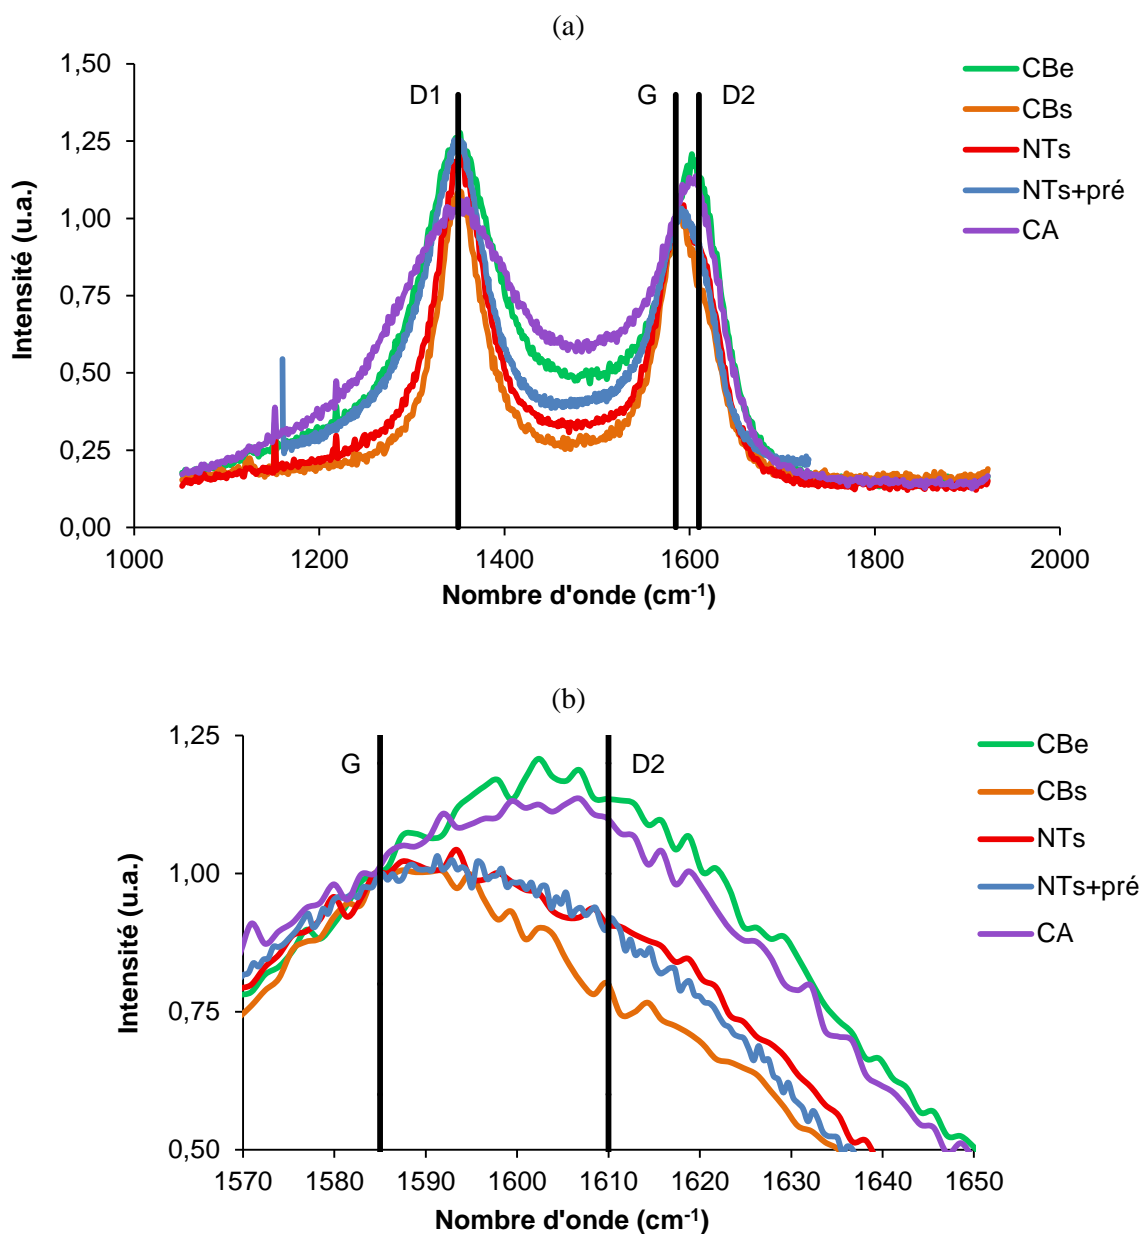 (a)
1,50
1,25
1,00
0,75
0,50
0,25
0,00
Intensité (u.a.)
D1
G
D2
CBe
CBs
NTs
NTs+pré
CA
1000
1200
1400
1600
1800
2000
Nombre d'onde (cm-1)
(b)
1,25
1,00
0,75
0,50
Intensité (u.a.)
G
D2
CBe
CBs
NTs
NTs+pré
CA
1570
1580
1590
1600
1610
1620
1630
1640
1650
Nombre d'onde (cm-1)